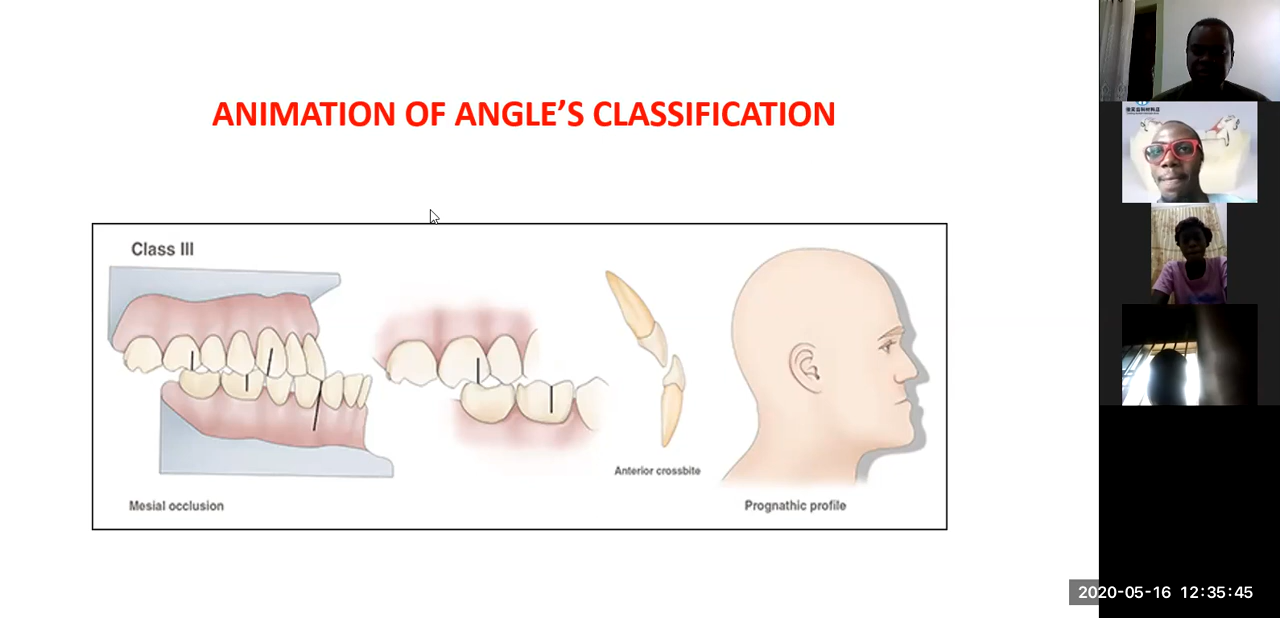 ANIMATION OF ANGLE'S CLASSIFICATION
Class III
Anterior crossbite
Mesial occlusion
Prognathic profile
2020-05-16 12:35:45